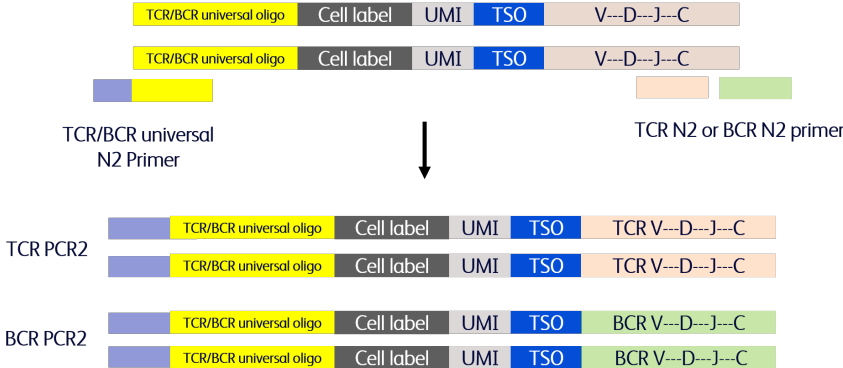 TCR/BCR universal oligo Cell label UMI TSO V---D---J---C
TCR/BCR universal oligo Cell label UMI TSO V---D---J---C
TCR/BCR universal
N2 Primer
TCR N2 or BCR N2 primer
TCR PCR2
TCR/BCR universal oligo Cell label UMI TSO TCR V---D---J---C
TCR/BCR universal oligo Cell label UMI TSO TCR V---D---J---C
BCR PCR2
TCR/BCR universal oligo Cell label UMI TSO BCR V---D---J---C
TCR/BCR universal oligo Cell label UMI TSO BCR V---D---J---C